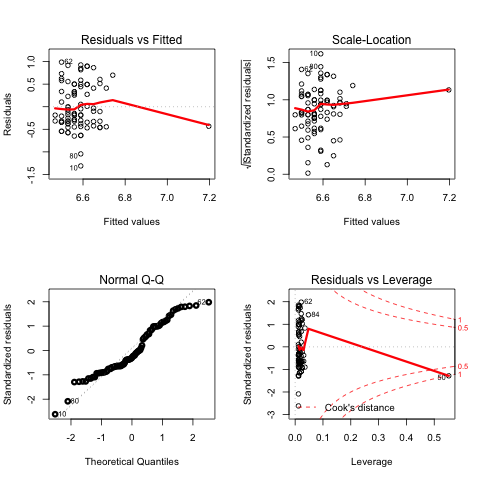 Residuals vs Fitted
Residuals
-1.5 -0.5 0.5 1.0
62
80
10
6.6 6.8 7.0 7.2
Fitted values
Scale-Location
√|Standardized residuals|
0.0 0.5 1.0 1.5
10
80
62
6.6 6.8 7.0 7.2
Fitted values
Normal Q-Q
Standardized residuals
-2 -1 0 1 2
62
80
10
-2 -1 0 1 2
Theoretical Quantiles
Residuals vs Leverage
Standardized residuals
-3 -2 -1 0 1 2
62
84
50
1
0.5
0.5
1
Cook's distance
0.0 0.1 0.2 0.3 0.4 0.5
Leverage